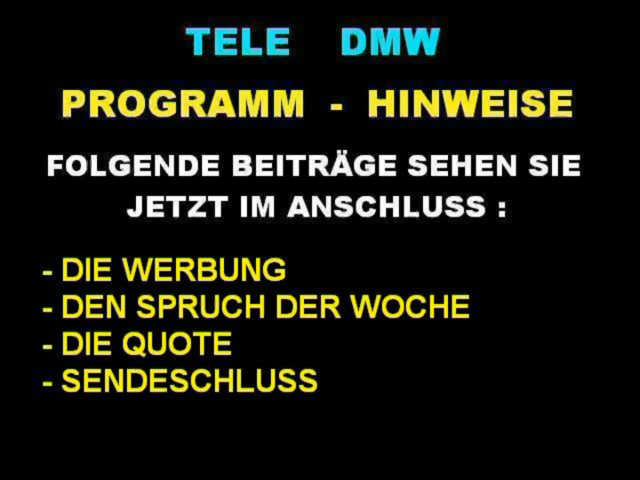 TELE DMW
PROGRAMM - HINWEISE
FOLGENDE BEITRÄGE SEHEN SIE
JETZT IM ANSCHLUSS :
- DIE WERBUNG
- DEN SPRUCH DER WOCHE
- DIE QUOTE
- SENDESCHLUSS